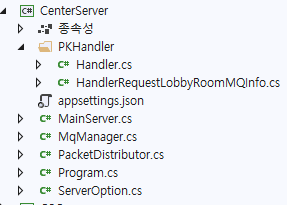 C# CenterServer
종속성
PKHandler
C# Handler.cs
C# HandlerRequestLobbyRoomMQInfo.cs
appsettings.json
C# MainServer.cs
C# MqManager.cs
C# PacketDistributor.cs
C# Program.cs
C# ServerOption.cs